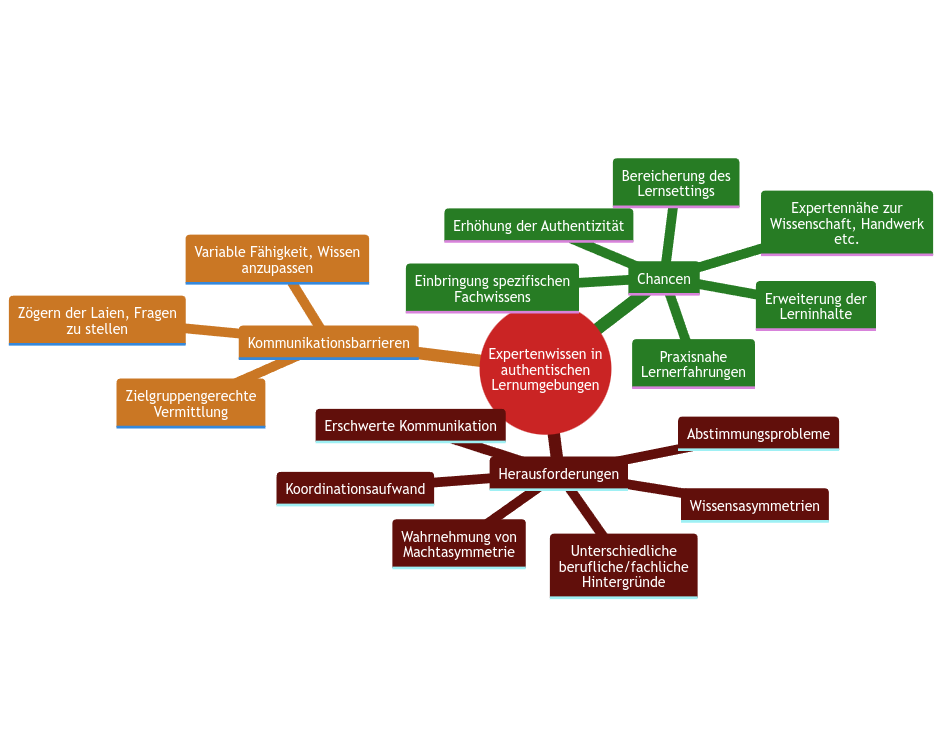 Expertenwissen in
authentischen
Lernumgebungen
Chancen
Bereicherung des
Lernsettings
Erhöhung der Authentizität
Expertennähe zur
Wissenschaft, Handwerk
etc.
Einbringung spezifischen
Fachwissens
Erweiterung der
Lerninhalte
Praxisnahe
Lernerfahrungen
Kommunikationsbarrieren
Variable Fähigkeit, Wissen
anzupassen
Zögern der Laien, Fragen
zu stellen
Zielgruppengerechte
Vermittlung
Herausforderungen
Erschwerte Kommunikation
Abstimmungsprobleme
Koordinationsaufwand
Wissensasymmetrien
Wahrnehmung von
Machtasymmetrie
Unterschiedliche
berufliche/fachliche
Hintergründe